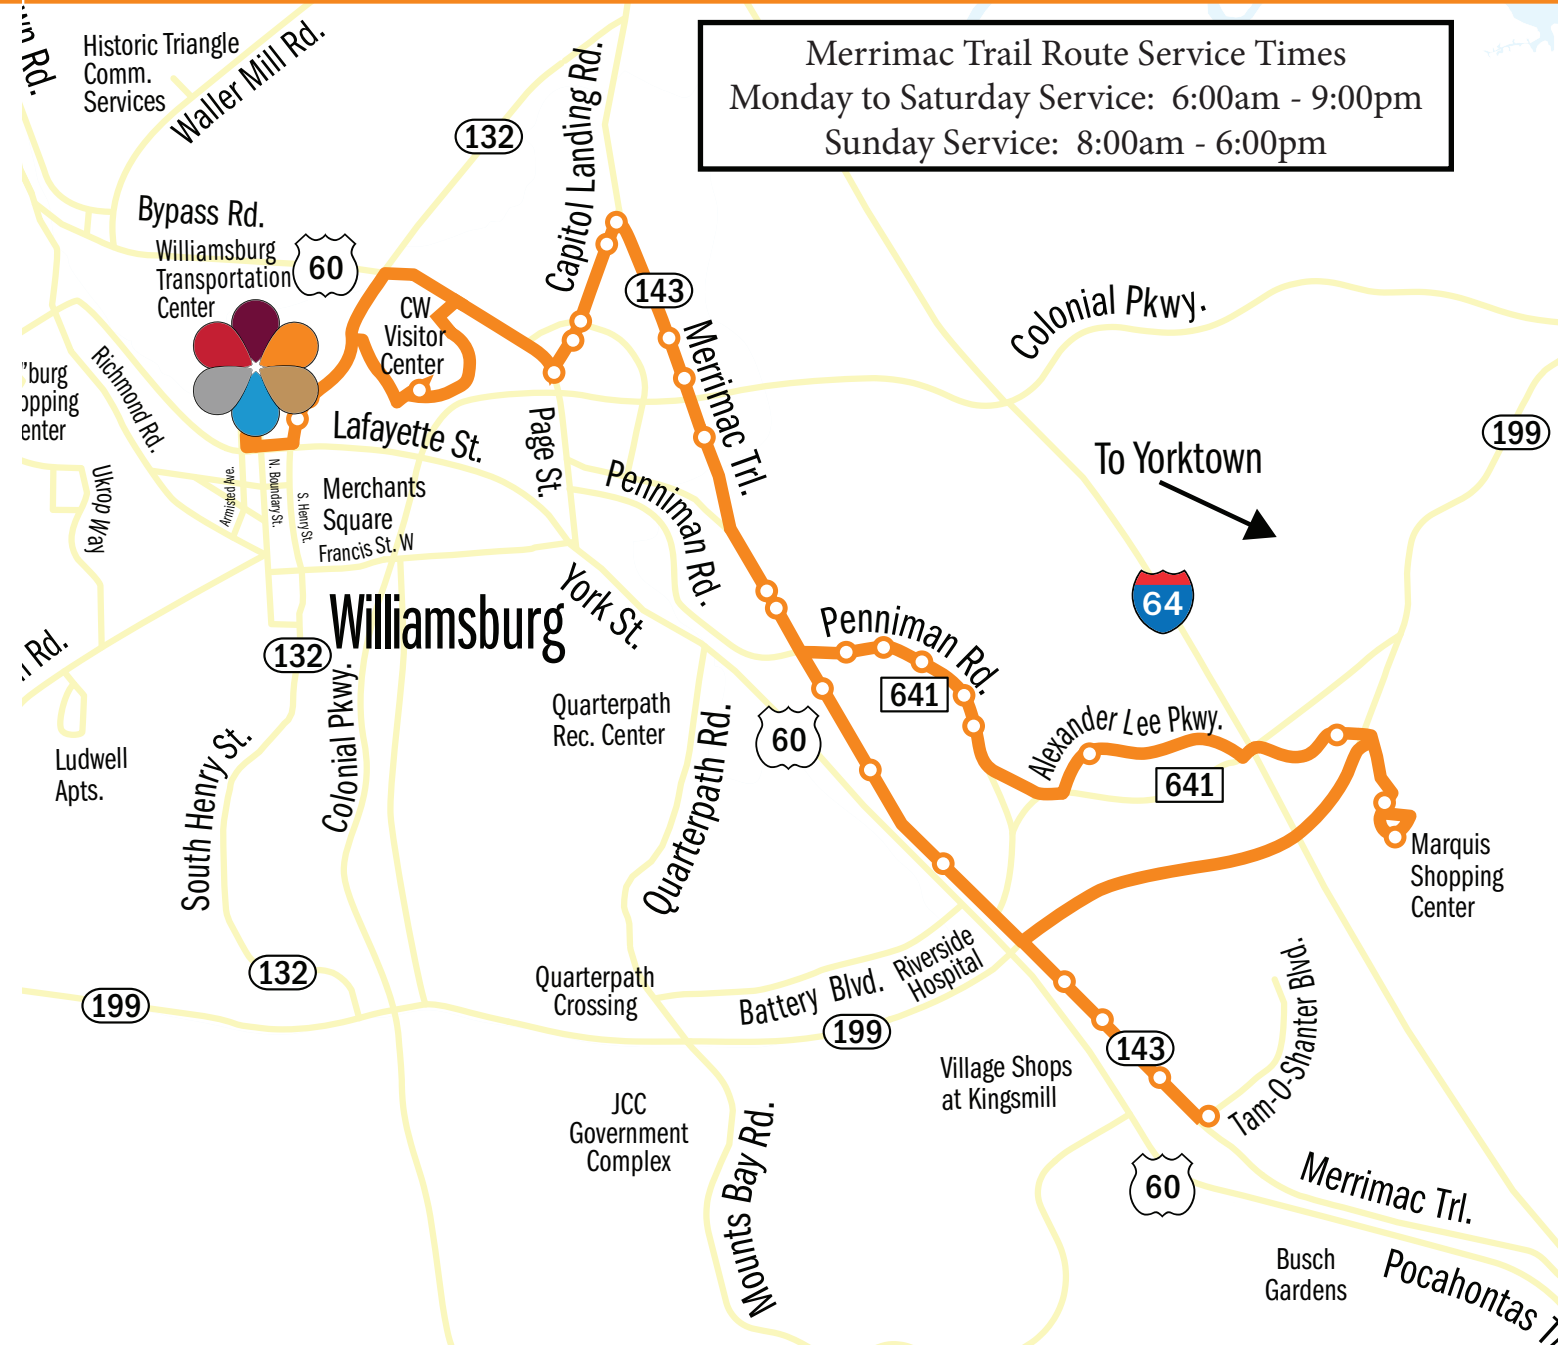 Merrimac Trail Route Service Times
Monday to Saturday Service: 6:00am - 9:00pm
Sunday Service: 8:00am - 6:00pm
Rd.
Historic Triangle
Comm.
Services
Waller Mill Rd.
132
Capitol Landing Rd.
Bypass Rd.
Williamsburg
Transportation
Center
60
CW
Visitor
Center
143
Merrimac Trl.
Colonial Pkwy.
'burg
opping
enter
Richmond Rd.
Lafayette St.
Page St.
199
To Yorktown
Ukrop Way
Armisted Ave.
N. Boundary St.
S. Henry St.
Merchants
Square
Francis St. W
Penniman Rd.
York St.
64
Williamsburg
132
Rd.
Penniman Rd.
641
Quarterpath
Rec. Center
60
Alexander Lee Pkwy.
641
Ludwell
Apts.
South Henry St.
Colonial Pkwy.
Quarterpath Rd.
Marquis
Shopping
Center
132
199
Quarterpath
Crossing
Battery Blvd.
Riverside
Hospital
199
143
Tam-O-Shanter Blvd.
Village Shops
at Kingsmill
JCC
Government
Complex
Mounts Bay Rd.
60
Merrimac Trl.
Busch
Gardens
Pocahontas